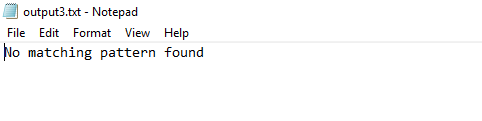 output3.txt - Notepad
File Edit Format View Help
No matching pattern found